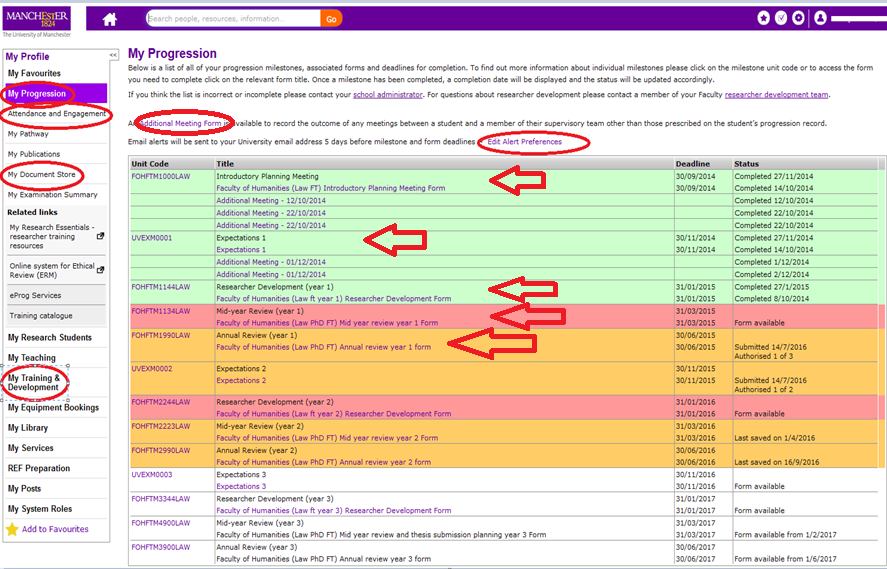 MANCHESTER
1824
The University of Manchester
Search people, resources, information...
Go
<<
My Profile
My Favourites
My Progression
Attendance and Engagement
My Pathway
My Publications
My Document Store
My Examination Summary
Related links
My Research Essentials -
researcher training
resources
Online system for Ethical
Review (ERM)
eProg Services
Training catalogue
My Research Students
My Teaching
My Training &
Development
My Equipment Bookings
My Library
My Services
REF Preparation
My Posts
My System Roles
Add to Favourites
My Progression
Below is a list of all of your progression milestones, associated forms and deadlines for completion. To find out more information about individual milestones please click on the milestone unit code or to access the form
you need to complete click on the relevant form title. Once a milestone has been completed, a completion date will be displayed and the status will be updated accordingly.
If you think the list is incorrect or incomplete please contact your school administrator. For questions about researcher development please contact a member of your Faculty researcher development team.
Additional Meeting Form is available to record the outcome of any meetings between a student and a member of their supervisory team other than those prescribed on the student's progression record.
Email alerts will be sent to your University email address 5 days before milestone and form deadlines - Edit Alert Preferences
Unit Code Title Deadline Status
FOHFTM1000LAW Introductory Planning Meeting 30/09/2014 Completed 27/11/2014
Faculty of Humanities (Law FT) Introductory Planning Meeting Form 30/09/2014 Completed 14/10/2014
Additional Meeting - 12/10/2014 Completed 12/10/2014
Additional Meeting - 22/10/2014 Completed 22/10/2014
Additional Meeting - 22/10/2014 Completed 22/10/2014
UVEXM0001 Expectations 1 30/11/2014 Completed 27/11/2014
Expectations 1 30/11/2014 Completed 14/10/2014
Additional Meeting - 01/12/2014 Completed 1/12/2014
Additional Meeting - 01/12/2014 Completed 2/12/2014
FOHFTM1144LAW Researcher Development (year 1) 31/01/2015 Completed 27/1/2015
Faculty of Humanities (Law ft year 1) Researcher Development Form 31/01/2015 Completed 8/10/2014
FOHFTM1134LAW Mid-year Review (year 1) 31/03/2015
Faculty of Humanities (Law PhD FT) Mid year review year 1 Form 31/03/2015 Form available
FOHFTM1990LAW Annual Review (year 1) 30/06/2015
Faculty of Humanities (Law PhD FT) Annual review year 1 form 30/06/2015 Submitted 14/7/2016
Authorised 1 of 3
UVEXM0002 Expectations 2 30/11/2015
Expectations 2 30/11/2015 Submitted 14/7/2016
Authorised 1 of 2
FOHFTM2244LAW Researcher Development (year 2) 31/01/2016
Faculty of Humanities (Law ft year 2) Researcher Development Form 31/01/2016 Form available
FOHFTM2223LAW Mid-year Review (year 2) 31/03/2016
Faculty of Humanities (Law PhD FT) Mid year review year 2 Form 31/03/2016 Last saved on 1/4/2016
FOHFTM2990LAW Annual Review (year 2) 30/06/2016
Faculty of Humanities (Law PhD FT) Annual review year 2 form 30/06/2016 Last saved on 16/9/2016
UVEXM0003 Expectations 3 30/11/2016
Expectations 3 30/11/2016 Form available
FOHFTM3344LAW Researcher Development (year 3) 31/01/2017
Faculty of Humanities (Law ft year 3) Researcher Development Form 31/01/2017 Form available
FOHFTM4900LAW Mid-year Review (year 3) 31/03/2017
Faculty of Humanities (Law PhD FT) Mid year review and thesis submission planning year 3 Form 31/03/2017 Form available from 1/2/2017
FOHFTM3900LAW Annual Review (year 3) 30/06/2017
Faculty of Humanities (Law PhD FT) Annual review year 3 form 30/06/2017 Form available from 1/6/2017